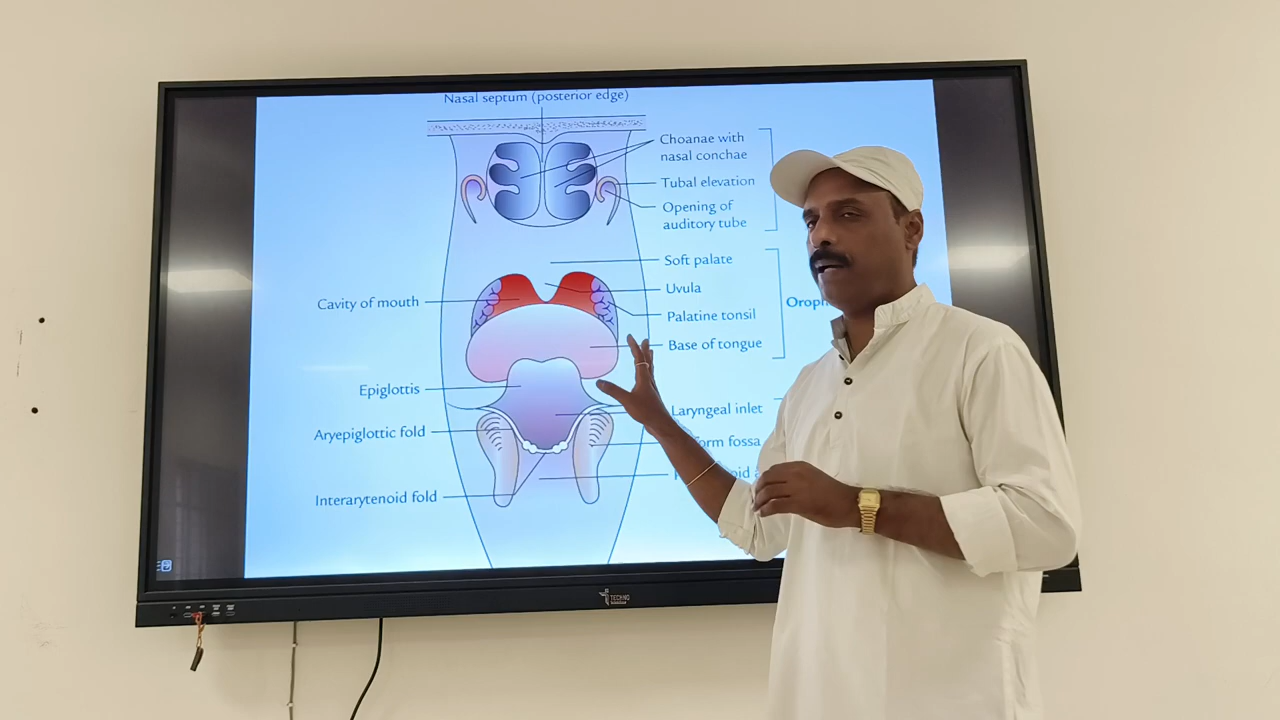 Nasal septum (posterior edge)
Choanae with
nasal conchae
Tubal elevation
Opening of
auditory tube
Soft palate
Uvula
Palatine tonsil
Base of tongue
Cavity of mouth
Epiglottis
Aryepiglottic fold
Interarytenoid fold
Laryngeal inlet
orm fossa
Oroph
TECHNO